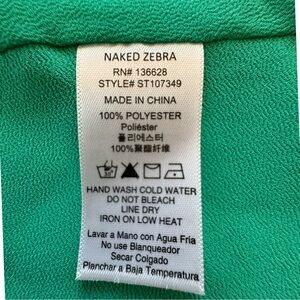 NAKED ZEBRA
RN# 136628
STYLE# ST107349
MADE IN CHINA
100% POLYESTER
Poliéster
폴리에스터
100%聚酯纤维
HAND WASH COLD WATER
DO NOT BLEACH
LINE DRY
IRON ON LOW HEAT
Lavar a Mano con Agua Fria
No use Blanqueador
Secar Colgado
Planchar a Baja Temperatura